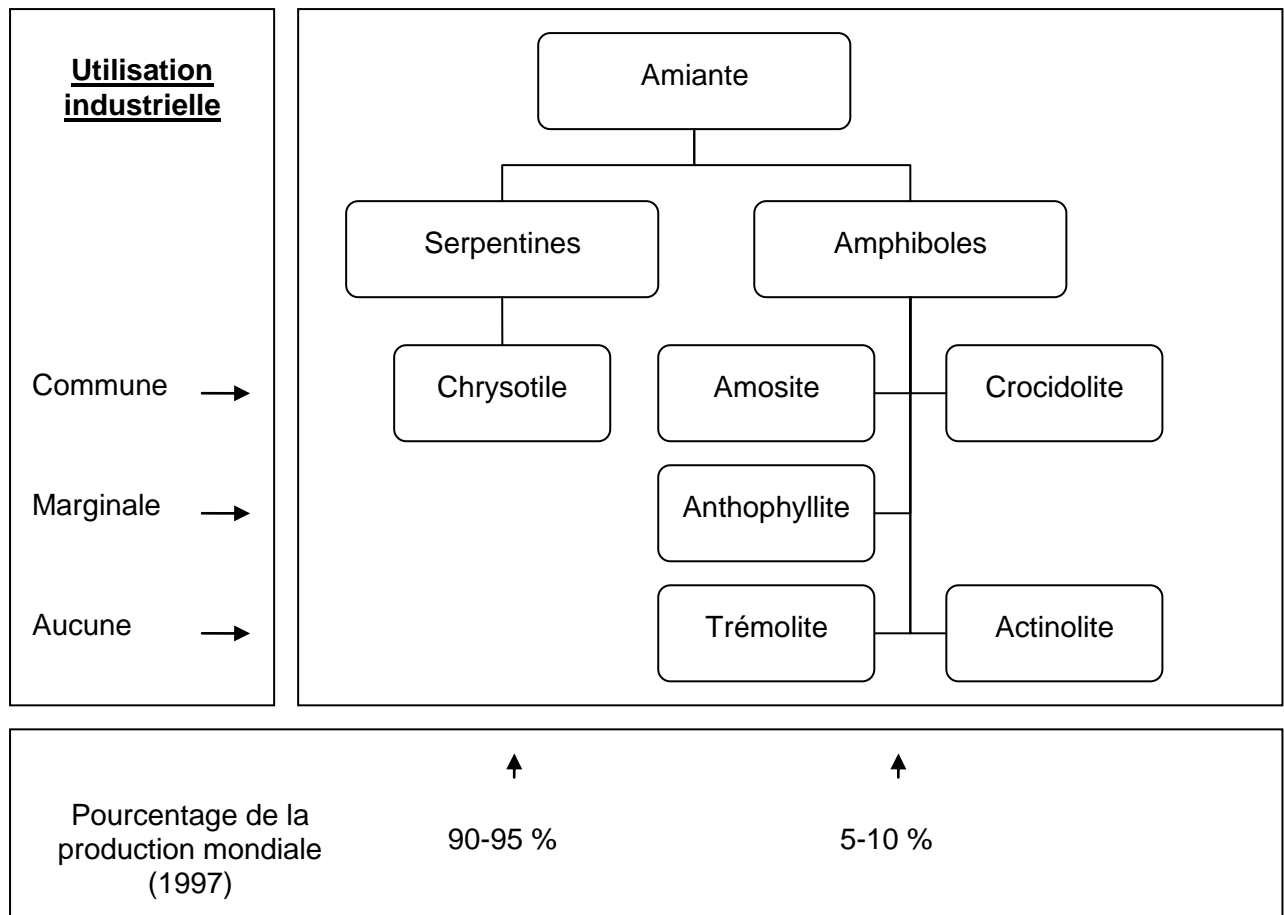 Utilisation
industrielle
Amiante
Serpentines
Amphiboles
Commune
Chrysotile
Amosite
Crocidolite
Marginale
Anthophyllite
Aucune
Trémolite
Actinolite
Pourcentage de la
production mondiale
(1997)
90-95 %
5-10 %